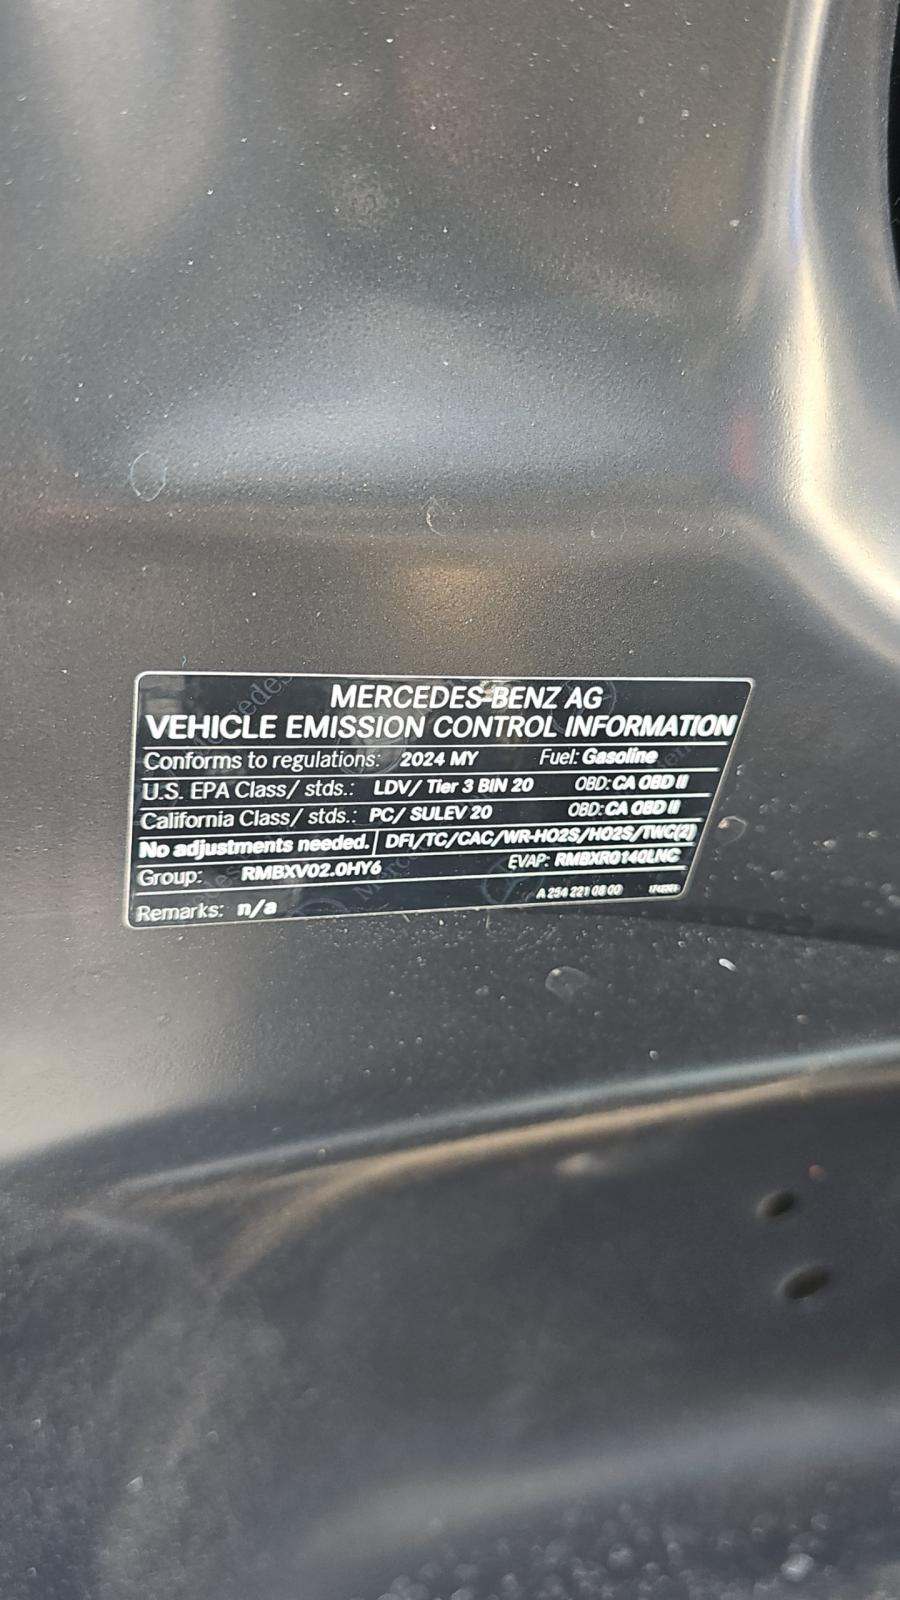 MERCEDES-BENZ AG
VEHICLE EMISSION CONTROL INFORMATION
Conforms to regulations: 2024 MY Fuel: Gasoline
U.S. EPA Class/ stds.: LDV/ Tier 3 BIN 20 OBD: CA OBD II
California Class/ stds.: PC/ SULEV 20 OBD: CA OBD II
No adjustments needed. DFI/TC/CAC/WR-HO2S/HO2S/TWC(2)
Group: RMBXV02.0HY6 EVAP: RMBXR0140LNC
A 254 221 08 00
Remarks: n/a